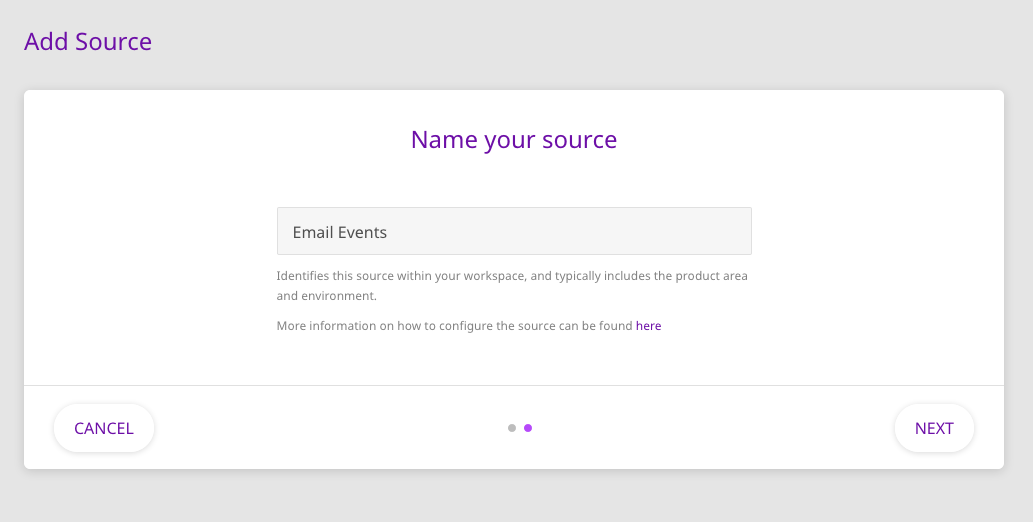 Add Source
Name your source
Email Events
Identifies this source within your workspace, and typically includes the product area
and environment.
More information on how to configure the source can be found here
CANCEL
NEXT